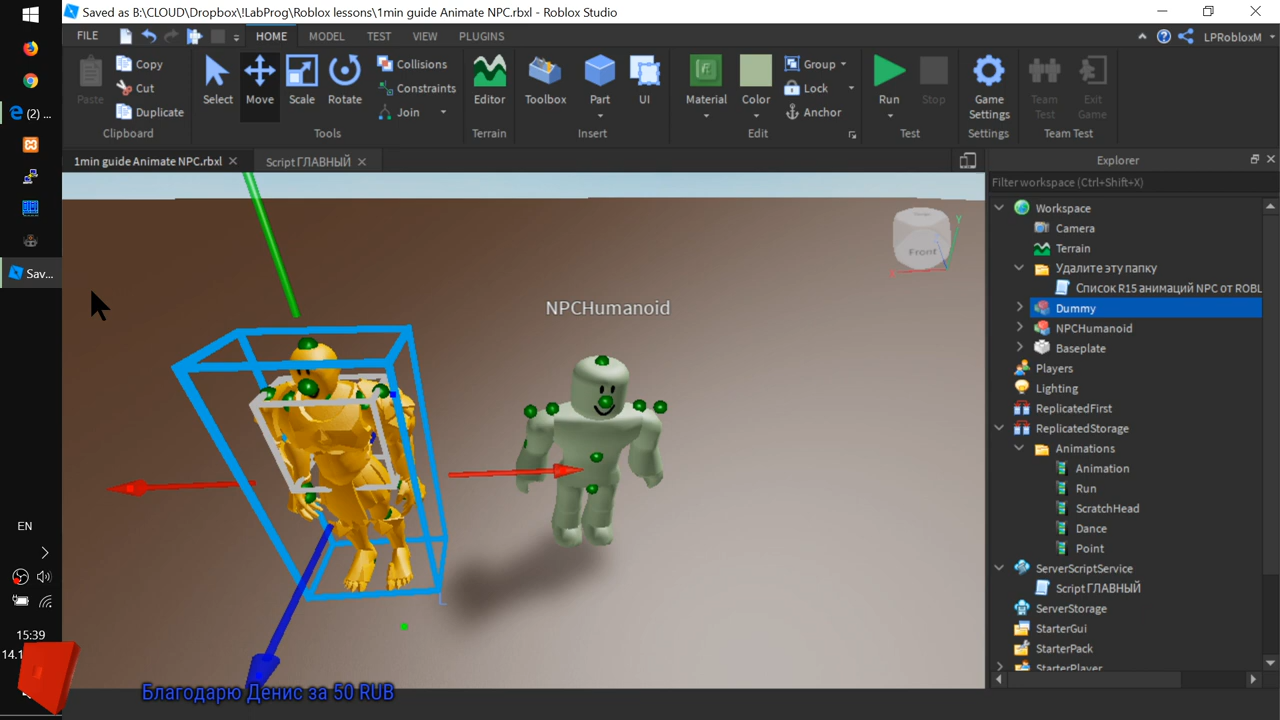 Saved as B:\CLOUD\Dropbox\!LabProg\Roblox lessons\1min guide Animate NPC.rbxl - Roblox Studio
FILE
HOME
MODEL
TEST
VIEW
PLUGINS
LPRobloxM
Paste
Copy
Cut
Duplicate
Clipboard
Select
Move
Scale
Rotate
Collisions
Constraints
Join
Tools
Editor
Terrain
Toolbox
Part
UI
Insert
Material
Color
Group
Lock
Anchor
Edit
Run
Stop
Test
Game Settings
Settings
Team Test
Exit Game
Team Test
1min guide Animate NPC.rbxl
Script ГЛАВНЫЙ
Explorer
Filter workspace (Ctrl+Shift+X)
Workspace
Camera
Terrain
Удалите эту папку
Список R15 анимаций NPC от ROBL
Dummy
NPCHumanoid
Baseplate
Players
Lighting
ReplicatedFirst
ReplicatedStorage
Animations
Animation
Run
ScratchHead
Dance
Point
ServerScriptService
Script ГЛАВНЫЙ
ServerStorage
StarterGui
StarterPack
StarterPlayer
NPCHumanoid
Front
y
(2) ...
Sav...
EN
15:39
14.1
Благодарю Денис за 50 RUB